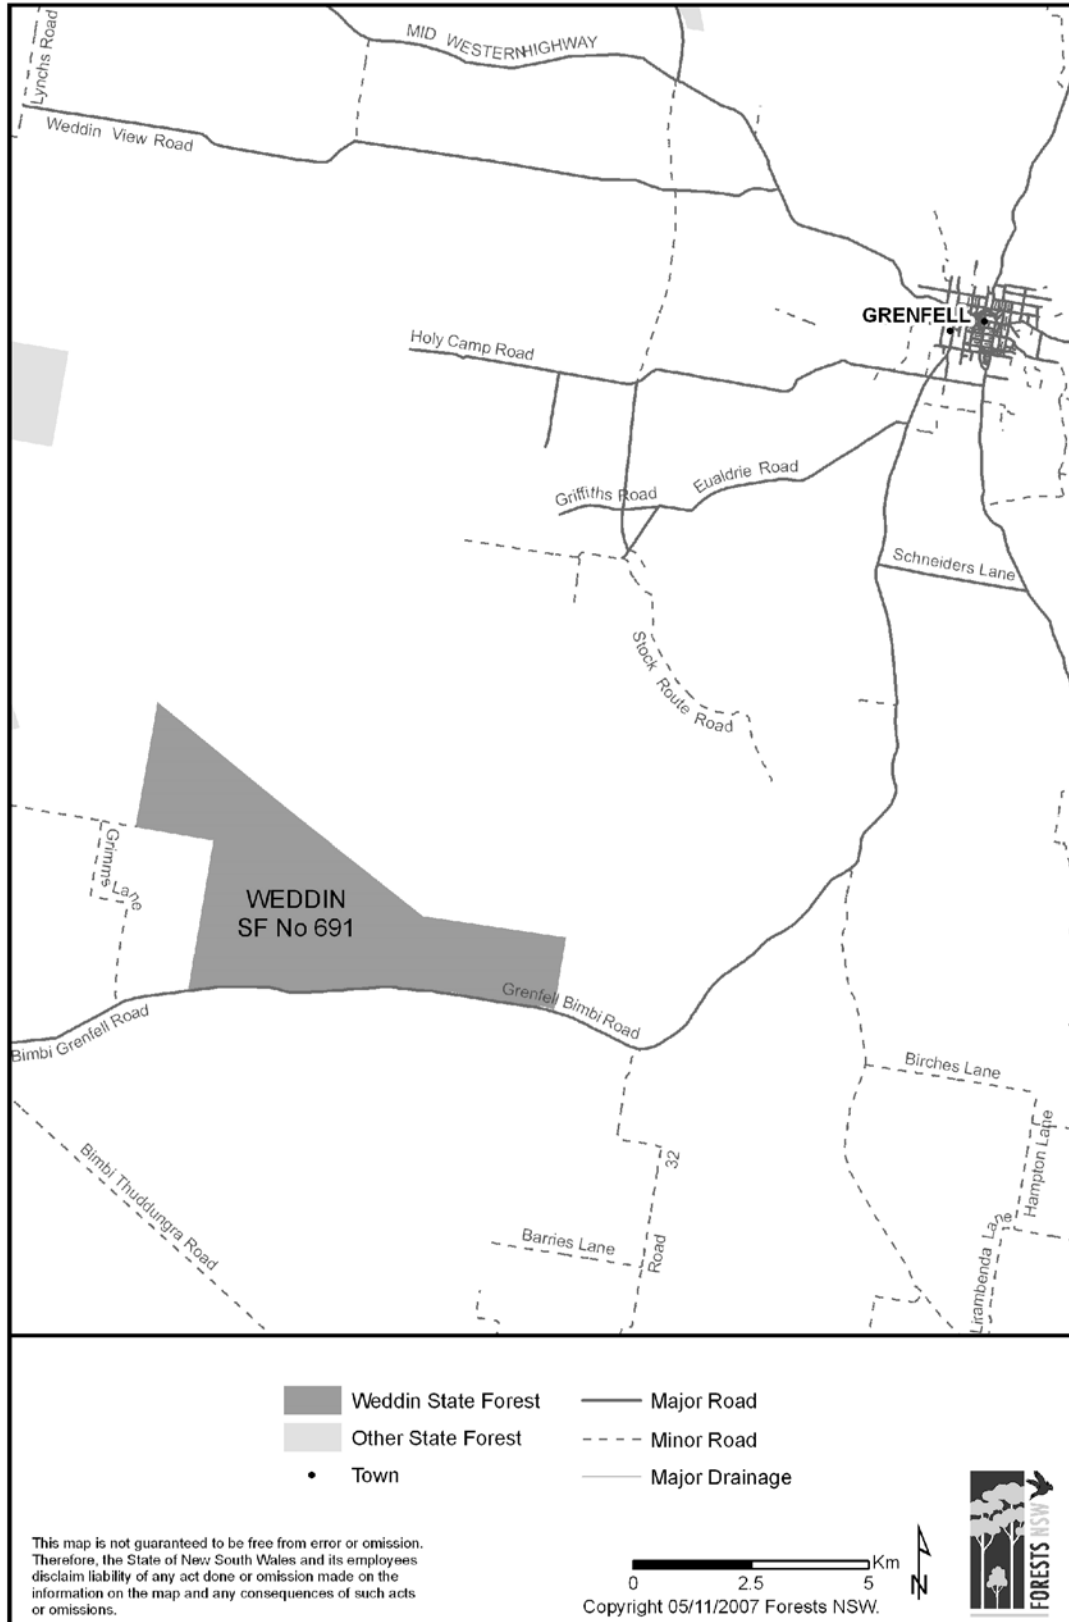 Lynchs Road
MID WESTERN HIGHWAY
Weddin View Road
GRENFELL
Holy Camp Road
Eualdrie Road
Griffiths Road
Schneiders Lane
Stock Route Road
Grimms Lane
WEDDIN
SF No 691
Grenfell Bimbi Road
Bimbi Grenfell Road
Birches Lane
Hampton Lane
Bimbi Thuddungra Road
Road 32
Barries Lane
Lirambenda Lane
Weddin State Forest
Major Road
Other State Forest
Minor Road
Town
Major Drainage
This map is not guaranteed to be free from error or omission.
Therefore, the State of New South Wales and its employees
disclaim liability of any act done or omission made on the
information on the map and any consequences of such acts
or omissions.
Km
0 2.5 5
N
Copyright 05/11/2007 Forests NSW.
FORESTS NSW